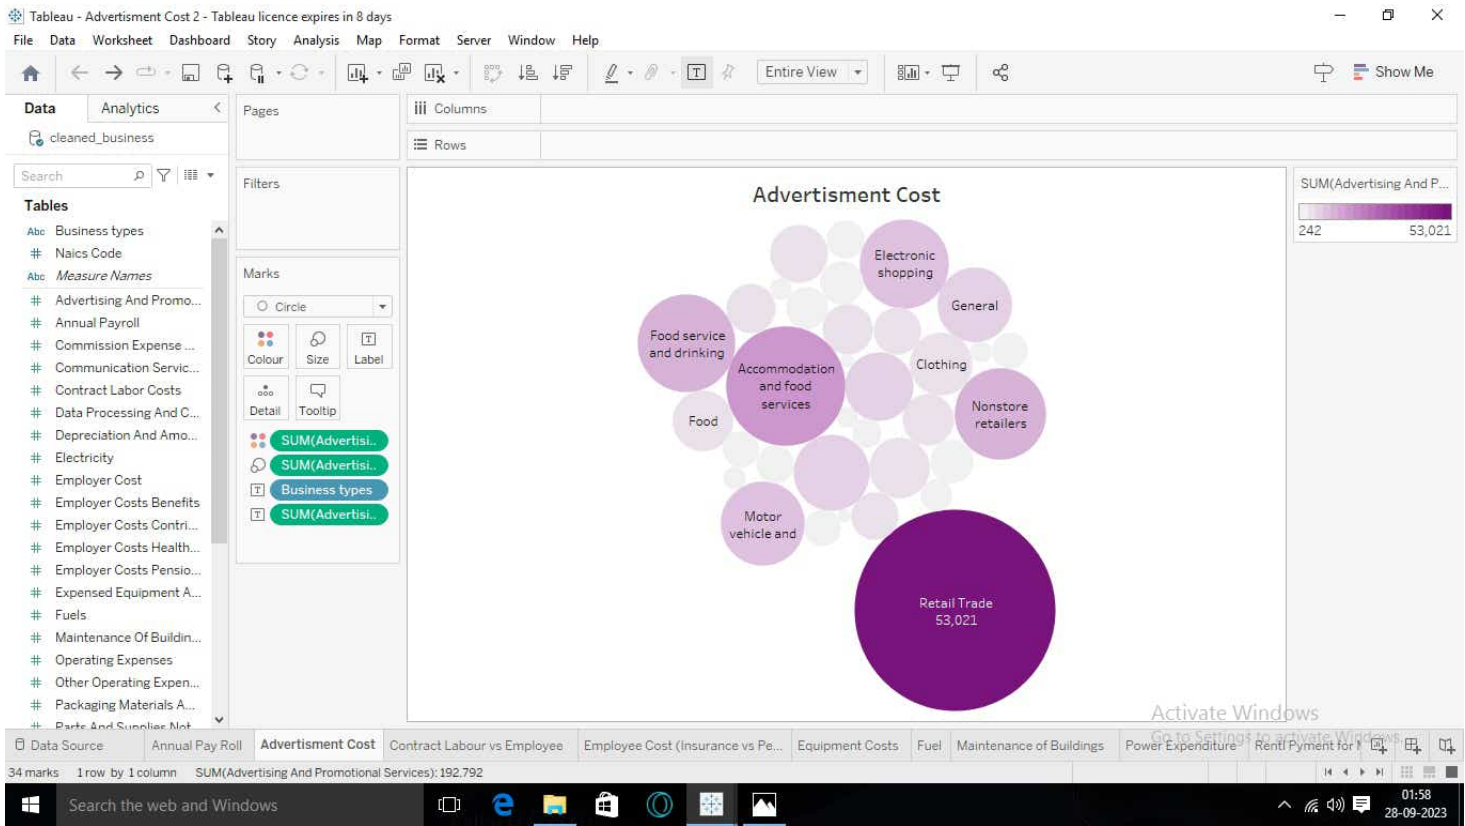 Tableau - Advertisment Cost 2 - Tableau licence expires in 8 days
File Data Worksheet Dashboard Story Analysis Map Format Server Window Help
Entire View
Show Me
Data Analytics
cleaned_business
Search
Tables
Abc Business types
# Naics Code
Abc Measure Names
# Advertising And Promo...
# Annual Payroll
# Commission Expense ...
# Communication Servic...
# Contract Labor Costs
# Data Processing And C...
# Depreciation And Amo...
# Electricity
# Employer Cost
# Employer Costs Benefits
# Employer Costs Contri...
# Employer Costs Health...
# Employer Costs Pensio...
# Expensed Equipment A...
# Fuels
# Maintenance Of Buildin...
# Operating Expenses
# Other Operating Expen...
# Packaging Materials A...
# Parts And Supplies Not
Pages
Filters
Marks
Circle
Colour Size Label
Detail Tooltip
SUM(Advertisi..
SUM(Advertisi..
Business types
SUM(Advertisi..
Columns
Rows
Advertisment Cost
Electronic
shopping
General
Food service
and drinking
Accommodation
and food
services
Clothing
Nonstore
retailers
Food
Motor
vehicle and
Retail Trade
53,021
SUM(Advertising And P...
242 53,021
Activate Windows
Go to Settings to activate Windows.
Data Source Annual Pay Roll Advertisment Cost Contract Labour vs Employee Employee Cost (Insurance vs Pe... Equipment Costs Fuel Maintenance of Buildings Power Expenditure
34 marks 1 row by 1 column SUM(Advertising And Promotional Services): 192,792
Search the web and Windows
01:58
28-09-2023